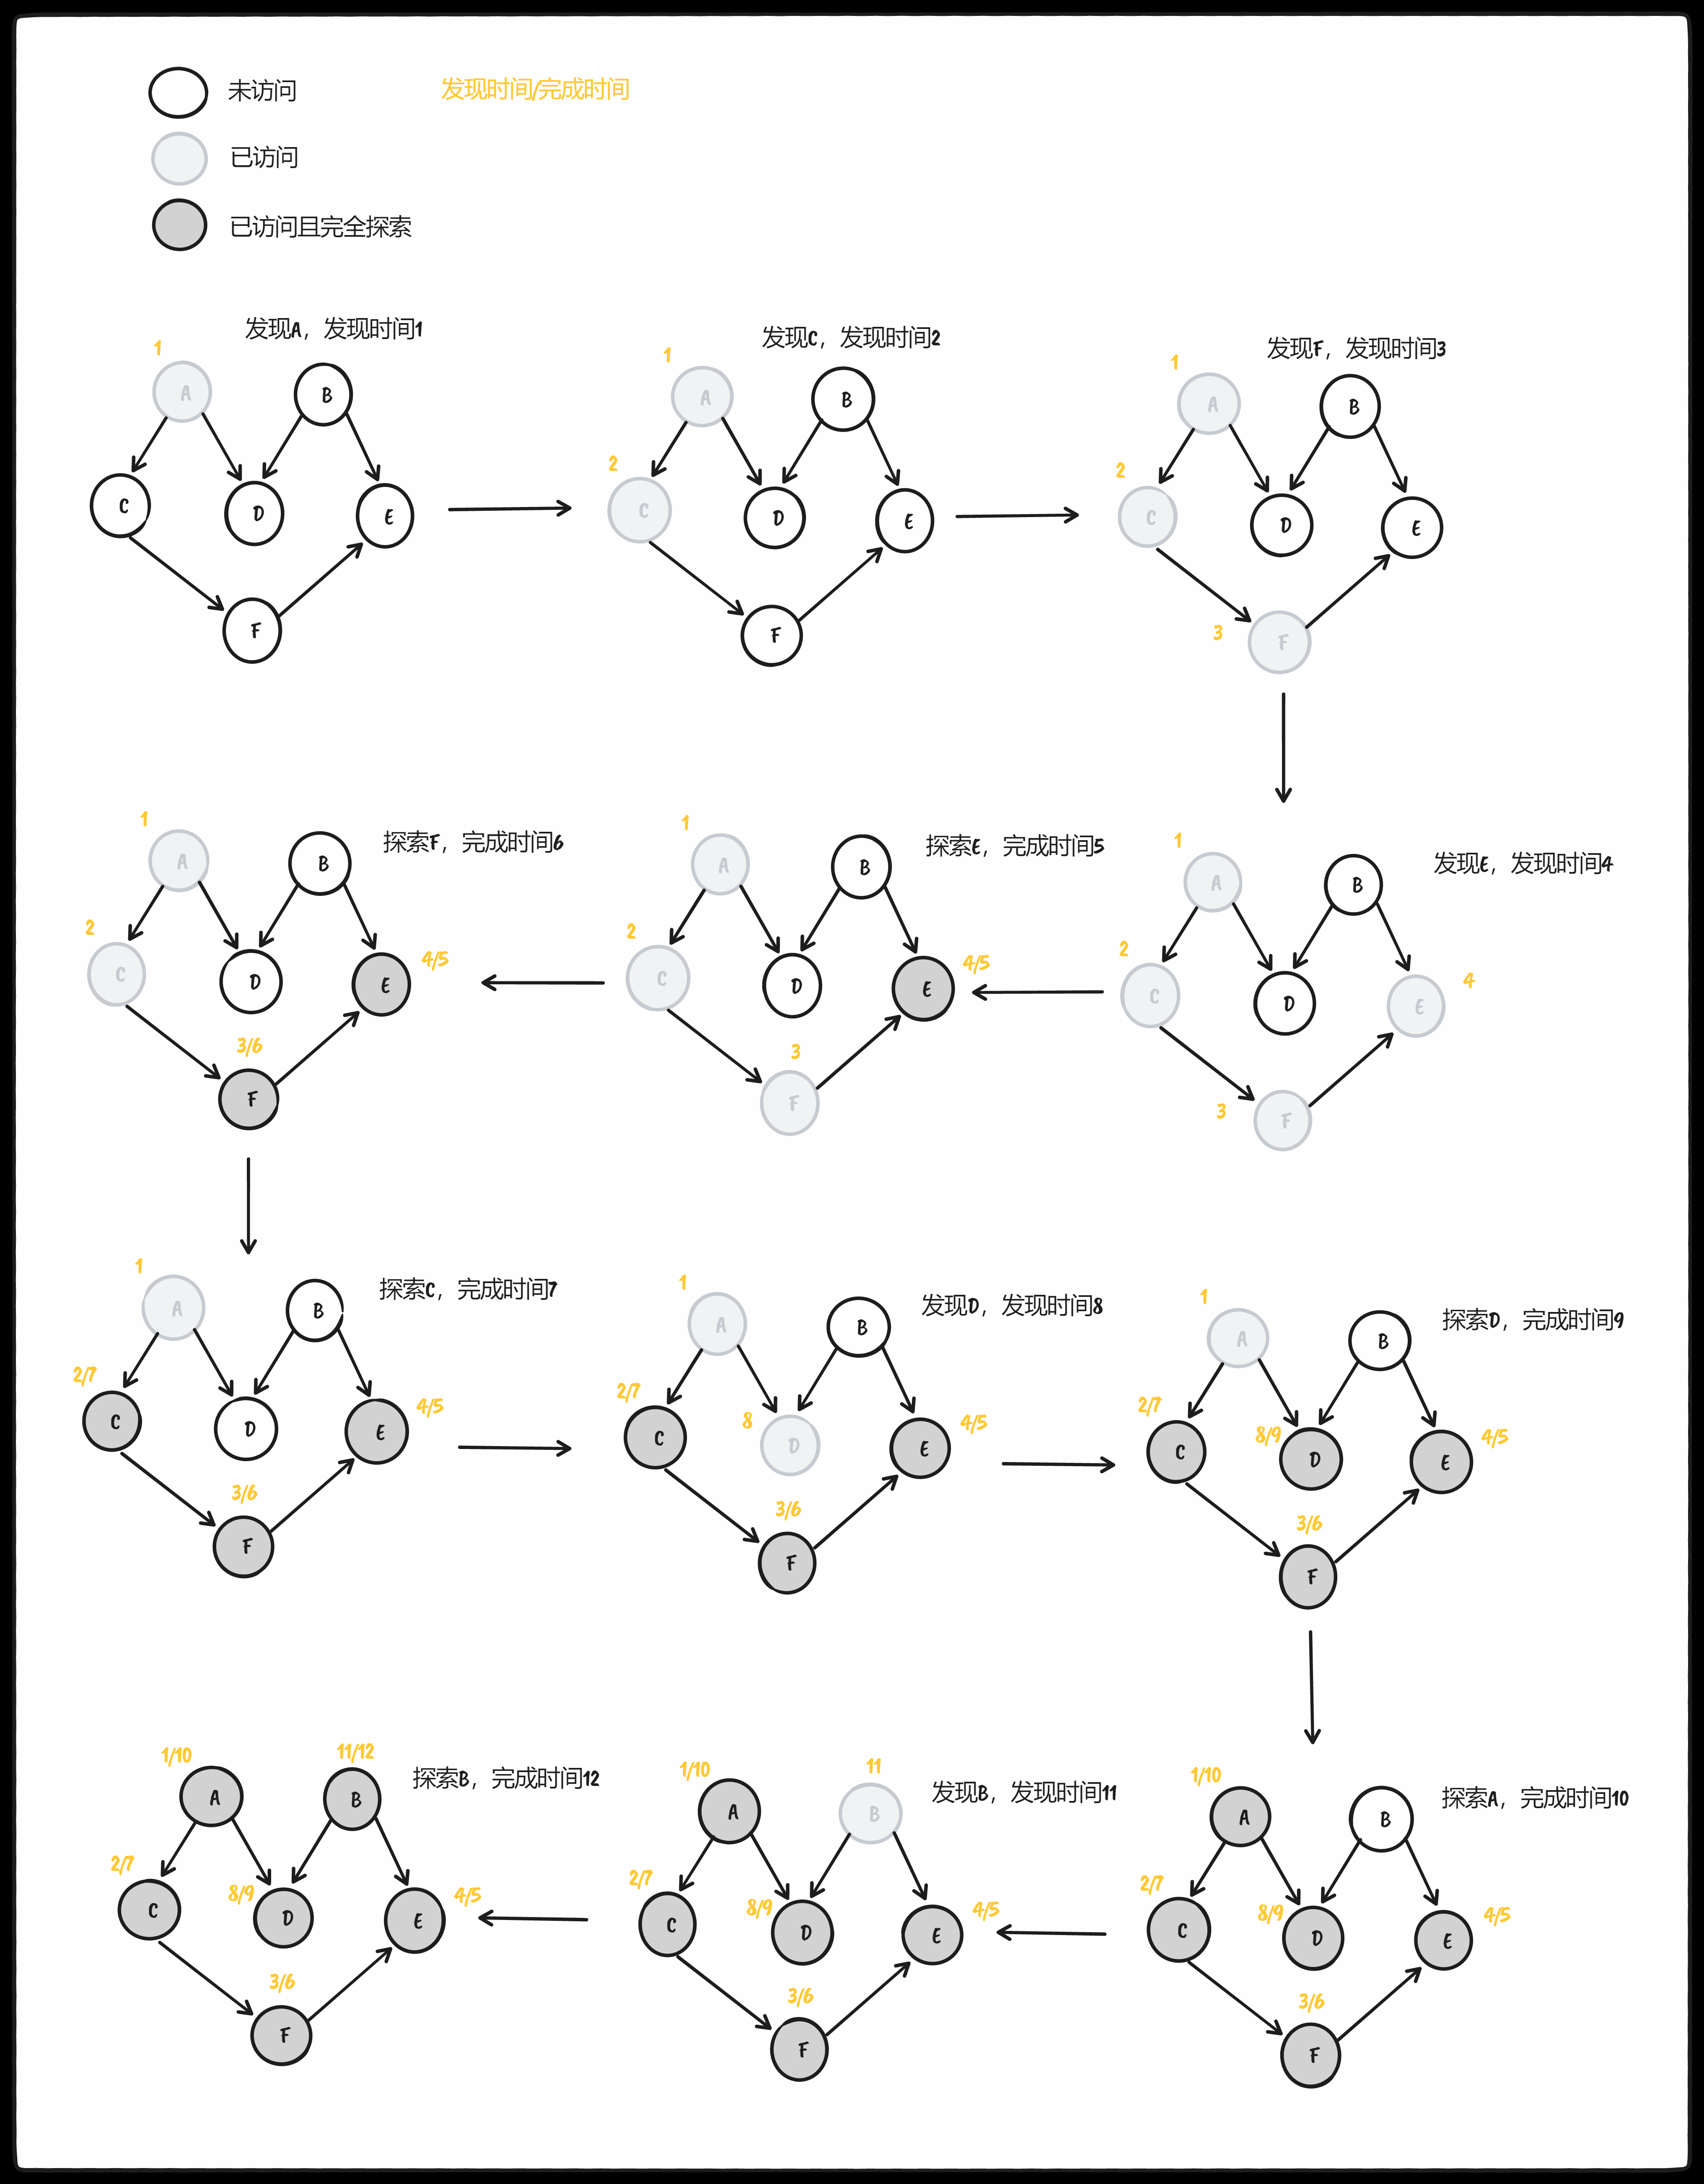 未访问
发现时间/完成时间
已访问
已访问且完全探索
发现A，发现时间1
1
A
B
C
D
E
F
发现C，发现时间2
1
A
B
2
C
D
E
F
发现F，发现时间3
1
A
B
2
C
D
E
3
F
探索F，完成时间6
1
A
B
2
C
D
E
4/5
3/6
F
探索E，完成时间5
1
A
B
2
C
D
E
4/5
3
F
发现E，发现时间4
1
A
B
2
C
D
E
4
3
F
探索C，完成时间7
1
A
B
2/7
C
D
E
4/5
3/6
F
发现D，发现时间8
1
A
B
2/7
C
8
D
E
4/5
3/6
F
探索D，完成时间9
1
A
B
2/7
C
8/9
D
E
4/5
3/6
F
1/10
11/12
探索B，完成时间12
A
B
2/7
C
8/9
D
E
4/5
3/6
F
1/10
11
发现B，发现时间11
A
B
2/7
C
8/9
D
E
4/5
3/6
F
1/10
探索A，完成时间10
A
B
2/7
C
8/9
D
E
4/5
3/6
F